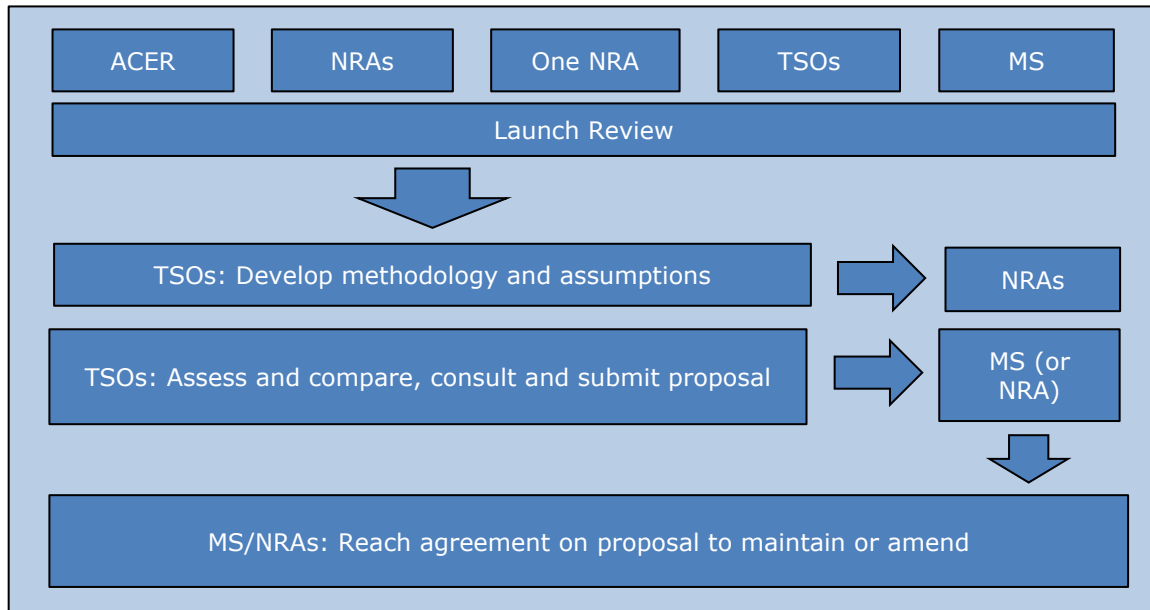 ACER
NRAs
One NRA
TSOs
MS
Launch Review
TSOs: Develop methodology and assumptions
NRAs
TSOs: Assess and compare, consult and submit proposal
MS (or
NRA)
MS/NRAs: Reach agreement on proposal to maintain or amend